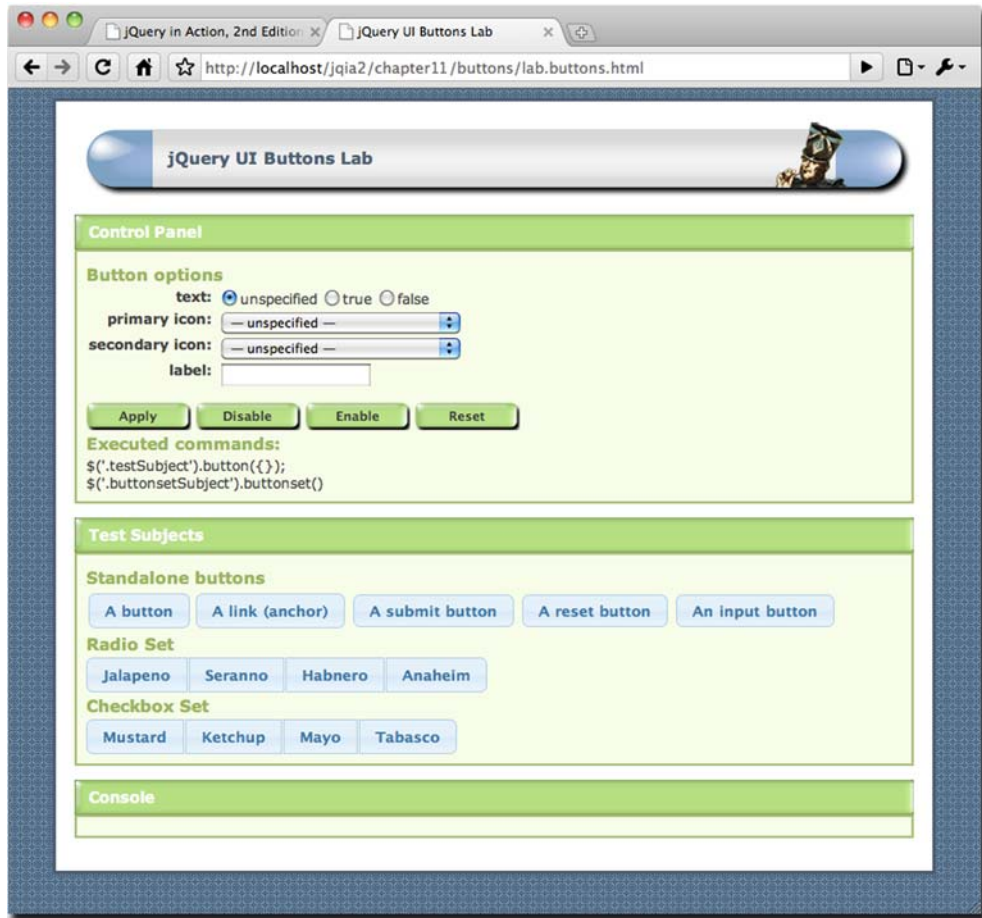 jQuery in Action, 2nd Edition
jQuery UI Buttons Lab
http://localhost/jqia2/chapter11/buttons/lab.buttons.html
jQuery UI Buttons Lab
Control Panel
Button options
text: unspecified true false
primary icon: — unspecified —
secondary icon: — unspecified —
label:
Apply Disable Enable Reset
Executed commands:
$('.testSubject').button({});
$('.buttonsetSubject').buttonset()
Test Subjects
Standalone buttons
A button A link (anchor) A submit button A reset button An input button
Radio Set
Jalapeno Seranno Habnero Anaheim
Checkbox Set
Mustard Ketchup Mayo Tabasco
Console